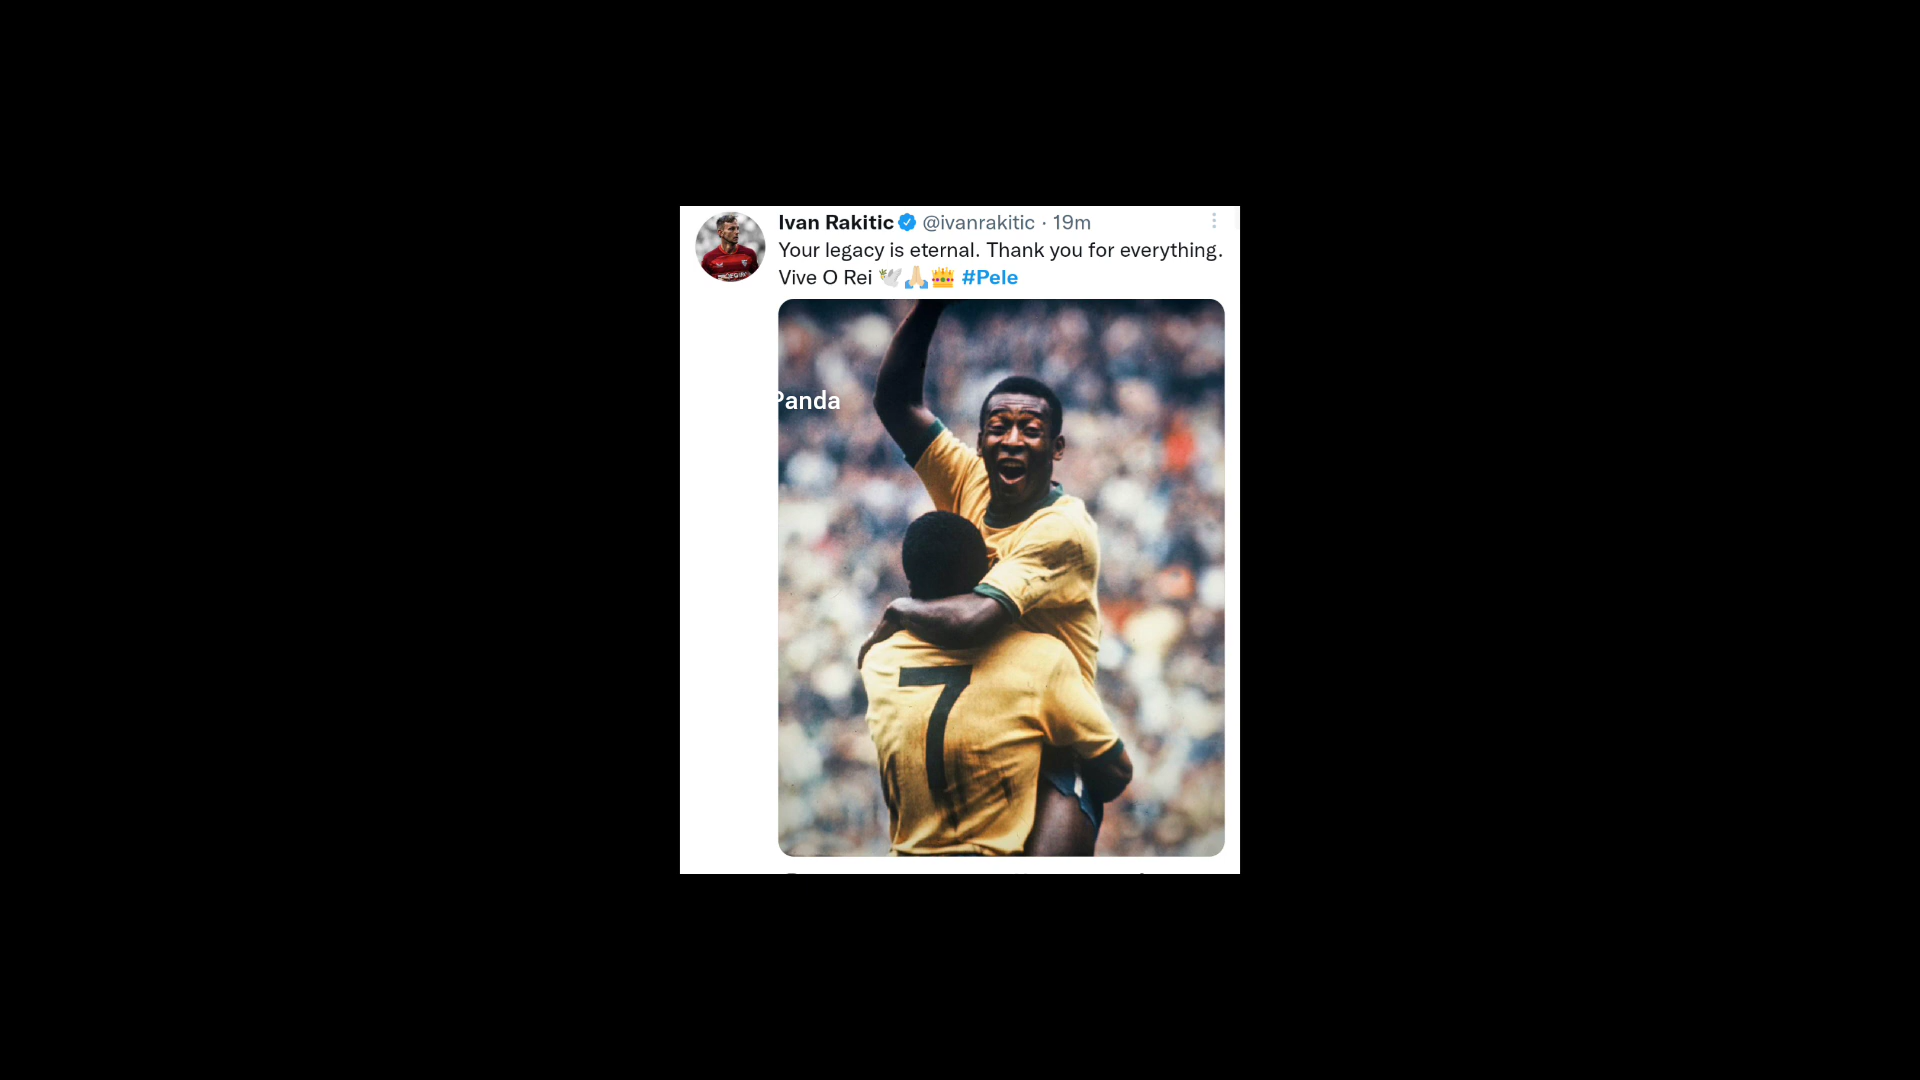 Ivan Rakitic @ivanrakitic · 19m
Your legacy is eternal. Thank you for everything.
Vive O Rei 🕊️🙏🏻👑 #Pele
Panda
7